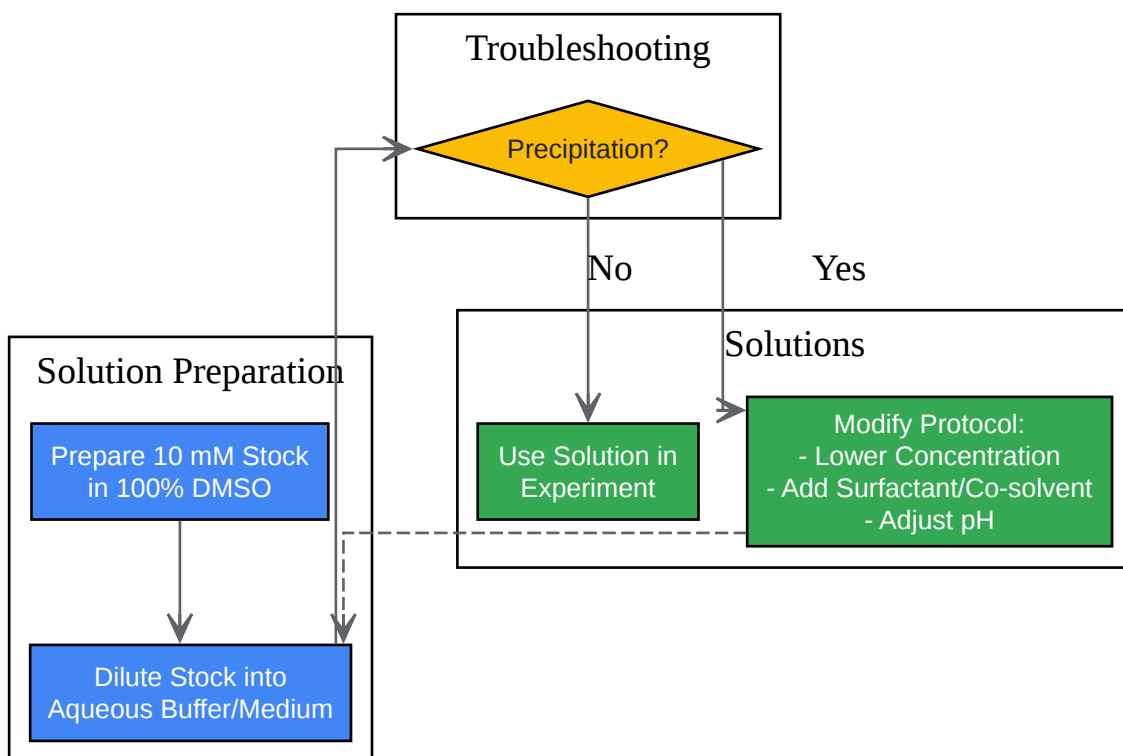 Troubleshooting
Precipitation?
No
Yes
Solutions
Solution Preparation
Modify Protocol:
- Lower Concentration
- Add Surfactant/Co-solvent
- Adjust pH
Use Solution in
Experiment
Prepare 10 mM Stock
in 100% DMSO
Dilute Stock into
Aqueous Buffer/Medium